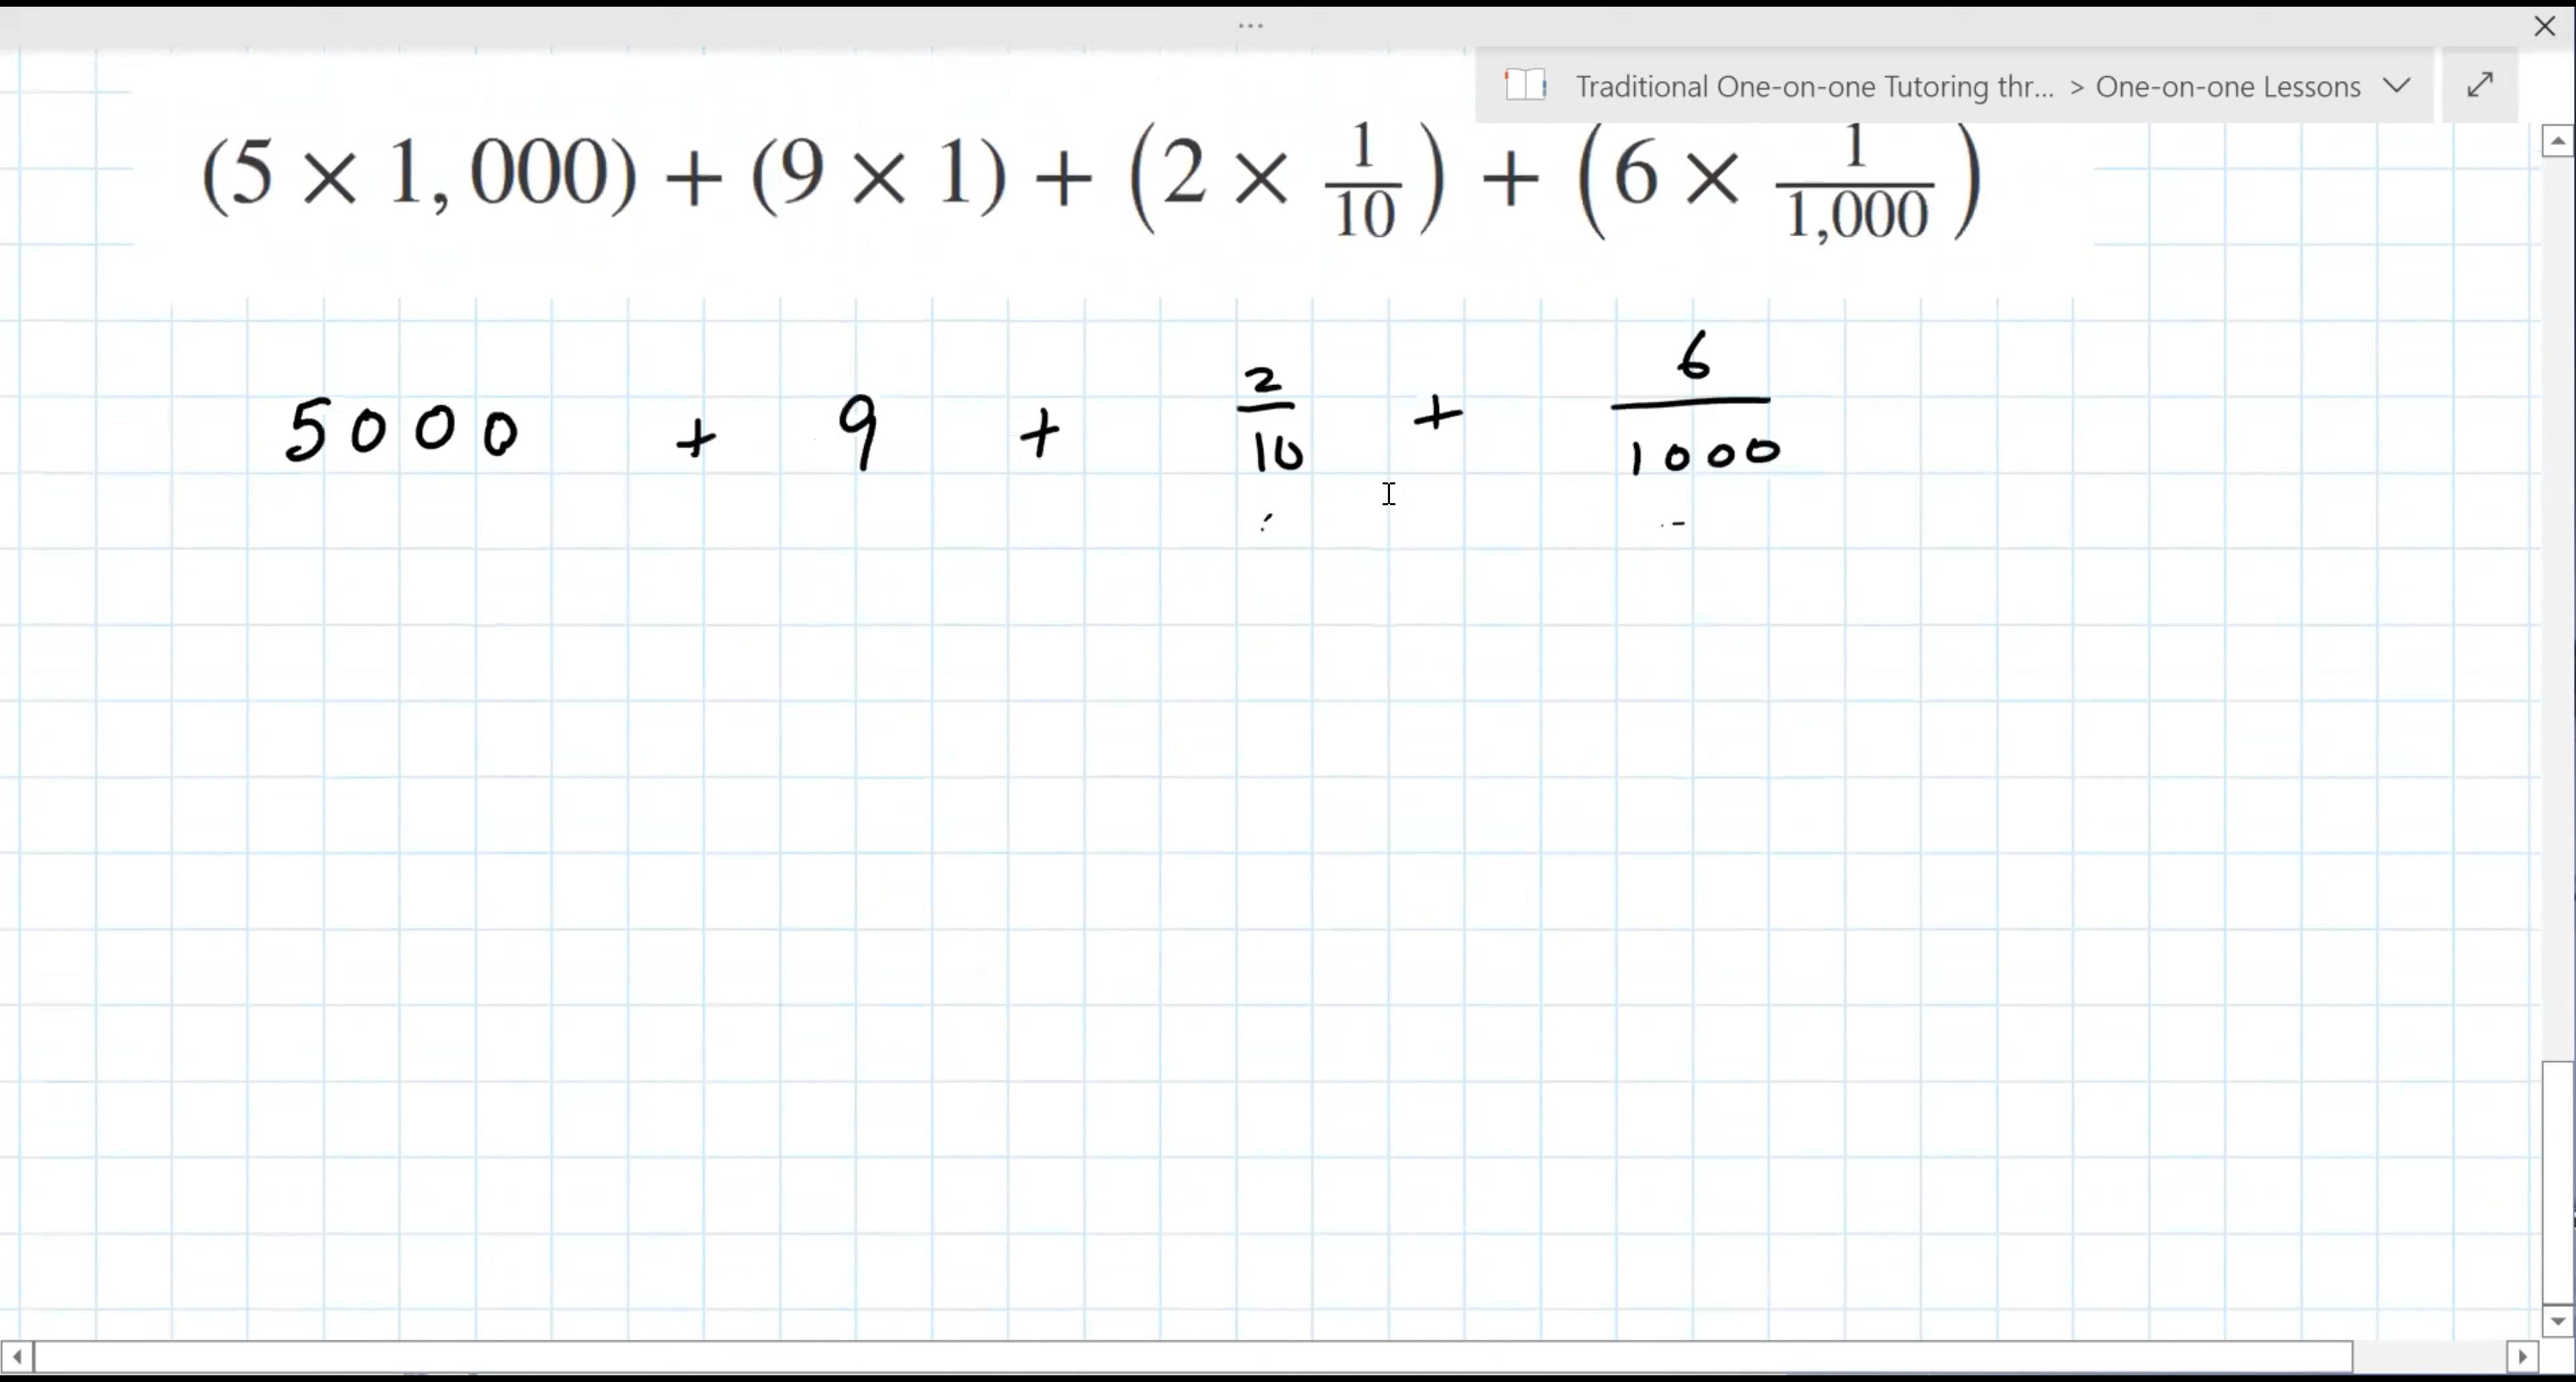 Traditional One-on-one Tutoring thr... > One-on-one Lessons
(5 × 1,000) + (9 × 1) + (2 × 1/10) + (6 × 1/1,000)
5000 + 9 + 2/10 + 6/1000